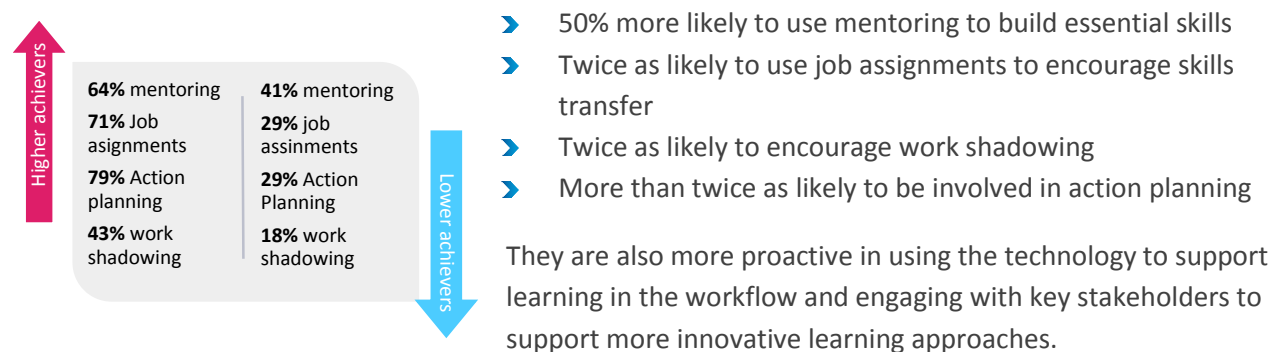 Higher achievers
64% mentoring
71% Job
asignments
79% Action
planning
43% work
shadowing
41% mentoring
29% job
assinments
29% Action
Planning
18% work
shadowing
Lower achievers
50% more likely to use mentoring to build essential skills
Twice as likely to use job assignments to encourage skills
transfer
Twice as likely to encourage work shadowing
More than twice as likely to be involved in action planning
They are also more proactive in using the technology to support
learning in the workflow and engaging with key stakeholders to
support more innovative learning approaches.